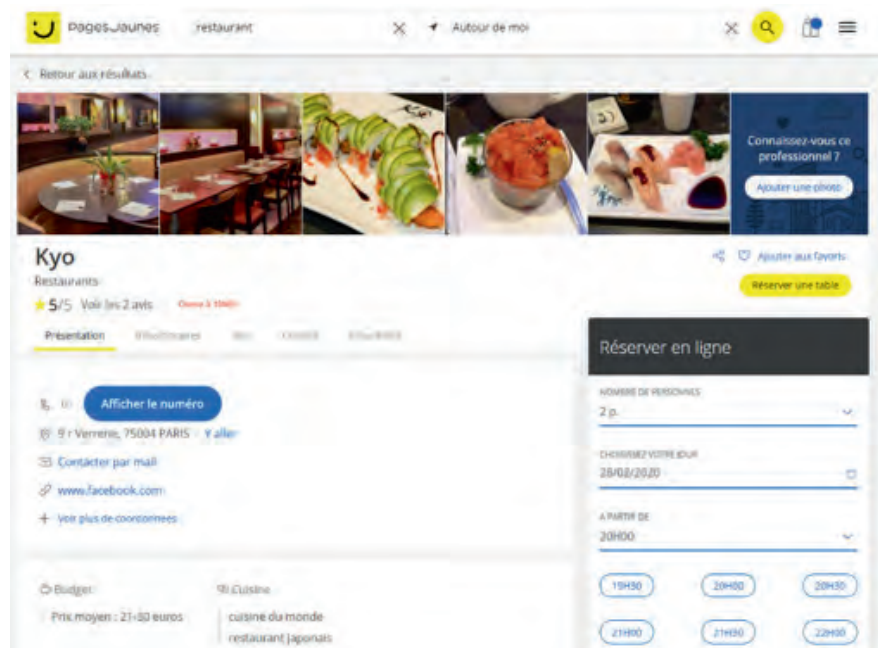 PagesJaunes
restaurant
Autour de moi
Retour aux résultats
Connaissez-vous ce
professionnel ?
Ajouter une photo
Kyo
Restaurants
Ajouter aux favoris
Réserver une table
5/5 Voir les 2 avis
Présentation
Réserver en ligne
Afficher le numéro
9 r Verrerie, 75004 PARIS Y aller
Contacter par mail
www.facebook.com
Voir plus de coordonnées
NOMBRE DE PERSONNES
2 p.
CHOISISSEZ VOTRE JOUR
28/02/2020
A PARTIR DE
20H00
19H30 20H00 20H30
21H00 21H30 22H00
Budget
Prix moyen : 21-30 euros
Cuisine
cuisine du monde
restaurant japonais